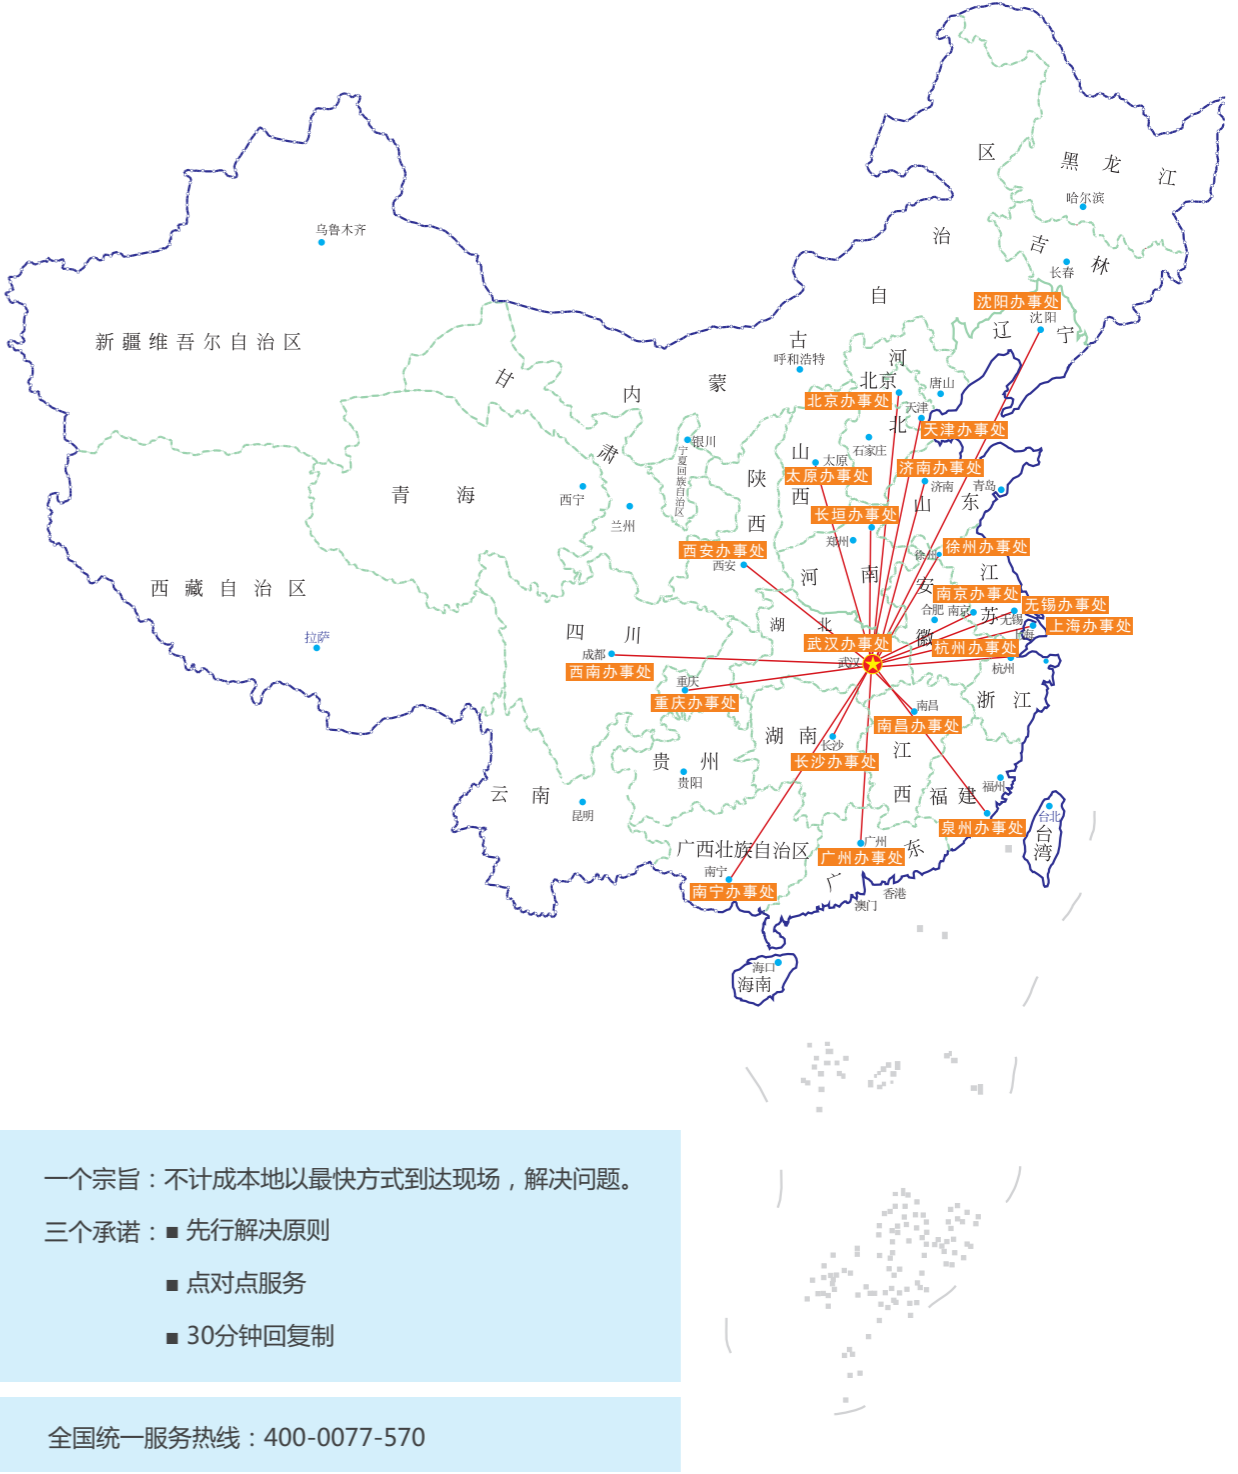 区
黑龙江
哈尔滨
乌鲁木齐
治
吉林
长春
自
沈阳办事处
沈阳
辽宁
新疆维吾尔自治区
古
呼和浩特
河
北京
唐山
甘
内
蒙
北京办事处
天津
北
天津办事处
银川
石家庄
肃
宁夏回族自治区
山
太原
太原办事处
济南办事处
济南
青岛
陕
西
青海
西宁
山东
兰州
长垣办事处
西
郑州
徐州
徐州办事处
西安办事处
西安
河南
安
江
西藏自治区
南京办事处
合肥
南京
苏
无锡办事处
无锡
湖北
四川
上海办事处
徽
武汉办事处
杭州办事处
拉萨
成都
武汉
杭州
西南办事处
重庆
重庆办事处
浙江
南昌
南昌办事处
湖南
长沙
江
长沙办事处
贵州
贵阳
福州
云南
西
福建
昆明
台北
泉州办事处
台湾
广州
东
广西壮族自治区
广州办事处
南宁
南宁办事处
广
香港
澳门
海口
海南
一个宗旨：不计成本地以最快方式到达现场，解决问题。
三个承诺：■ 先行解决原则
■ 点对点服务
■ 30分钟回复制
全国统一服务热线：400-0077-570